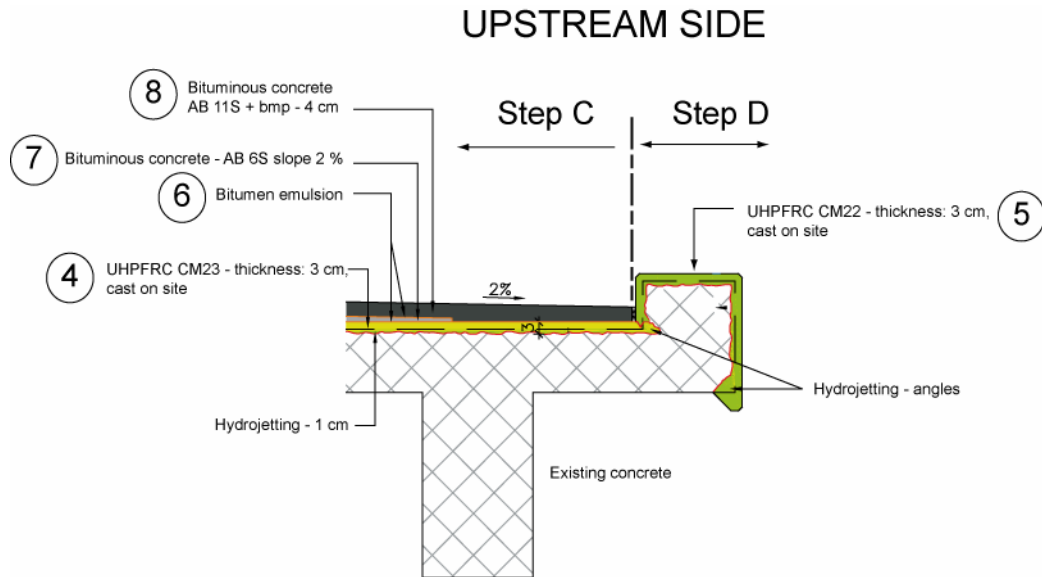 UPSTREAM SIDE
8
Bituminous concrete
AB 11S + bmp - 4 cm
Step C
Step D
7
Bituminous concrete - AB 6S slope 2 %
6
Bitumen emulsion
UHPFRC CM22 - thickness: 3 cm,
cast on site
5
4
UHPFRC CM23 - thickness: 3 cm,
cast on site
2%
3
Hydrojetting - angles
Hydrojetting - 1 cm
Existing concrete